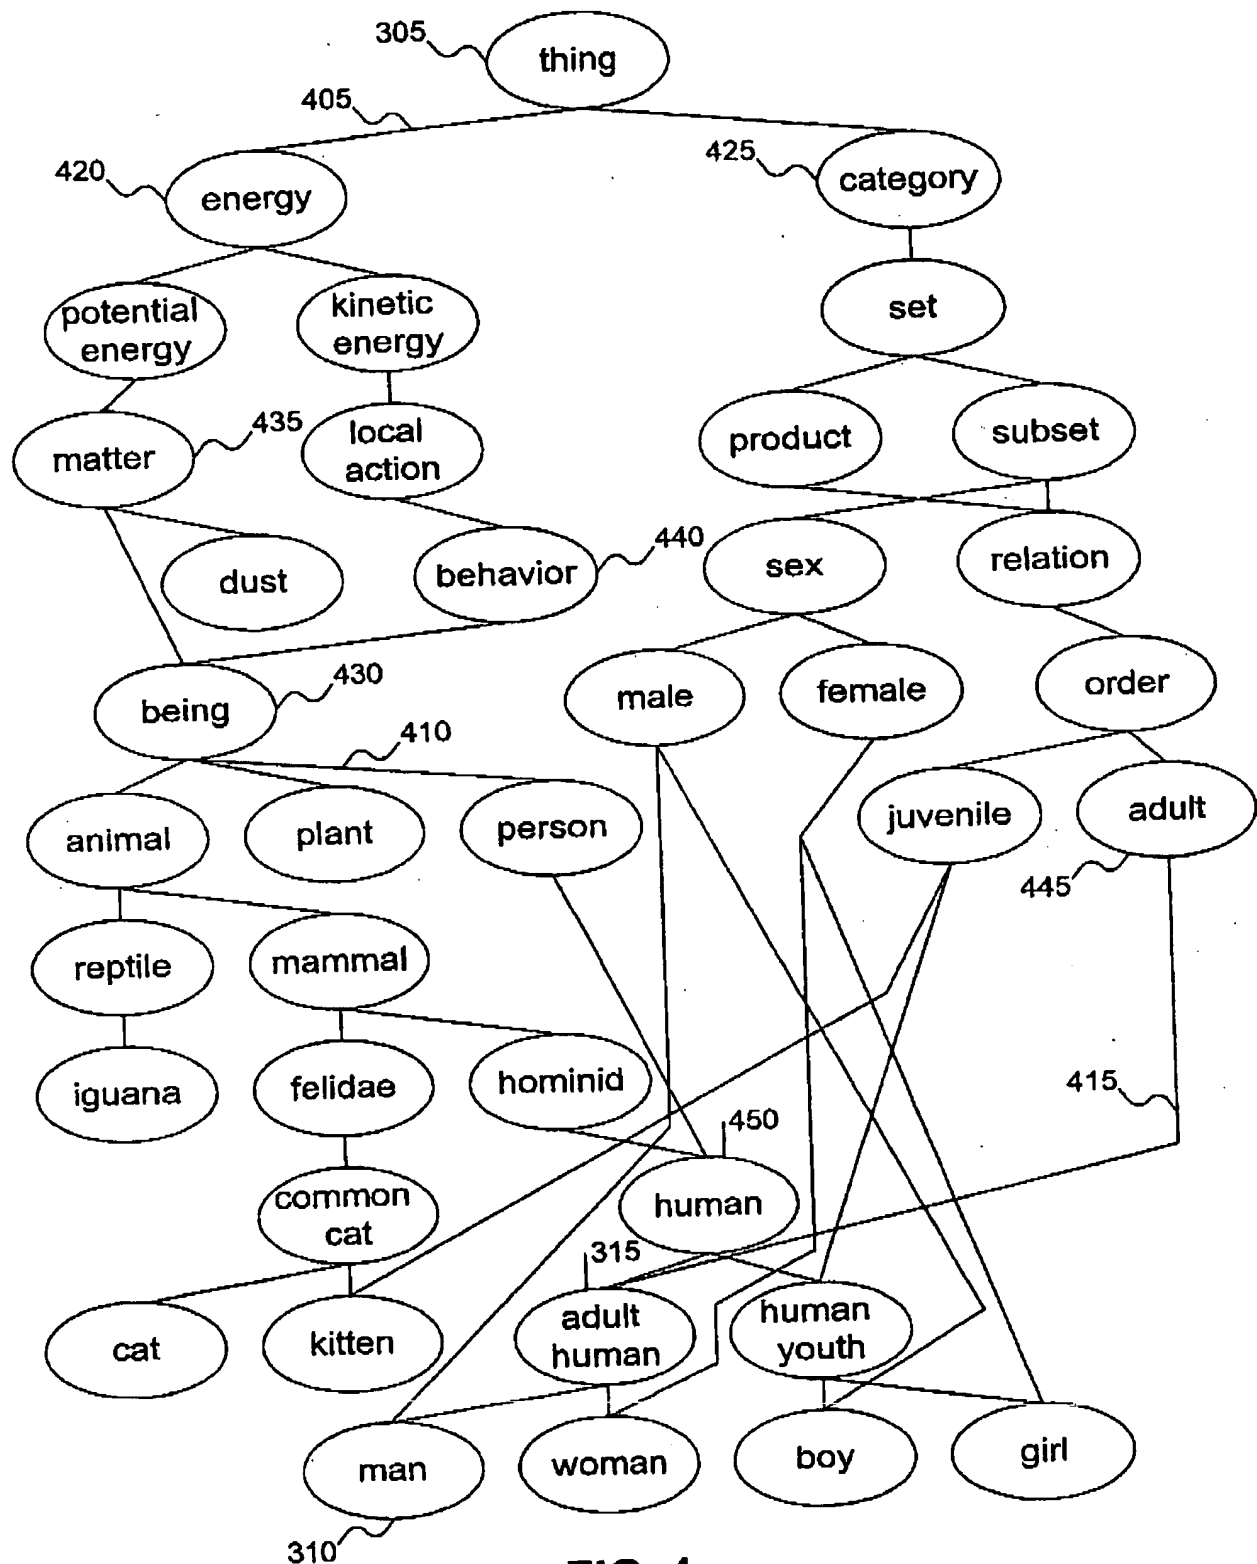 305
thing
405
420
energy
425
category
potential
energy
kinetic
energy
set
matter
435
local
action
product
subset
dust
behavior
440
sex
relation
being
430
male
female
order
410
animal
plant
person
juvenile
adult
445
reptile
mammal
iguana
felidae
hominid
415
450
common
cat
human
315
cat
kitten
adult
human
human
youth
man
woman
boy
girl
310